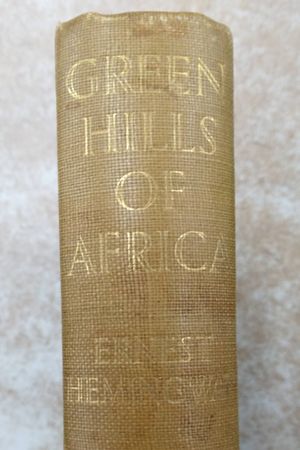 GREEN
HILLS
OF
AFRICA
ERNEST
HEMINGWAY